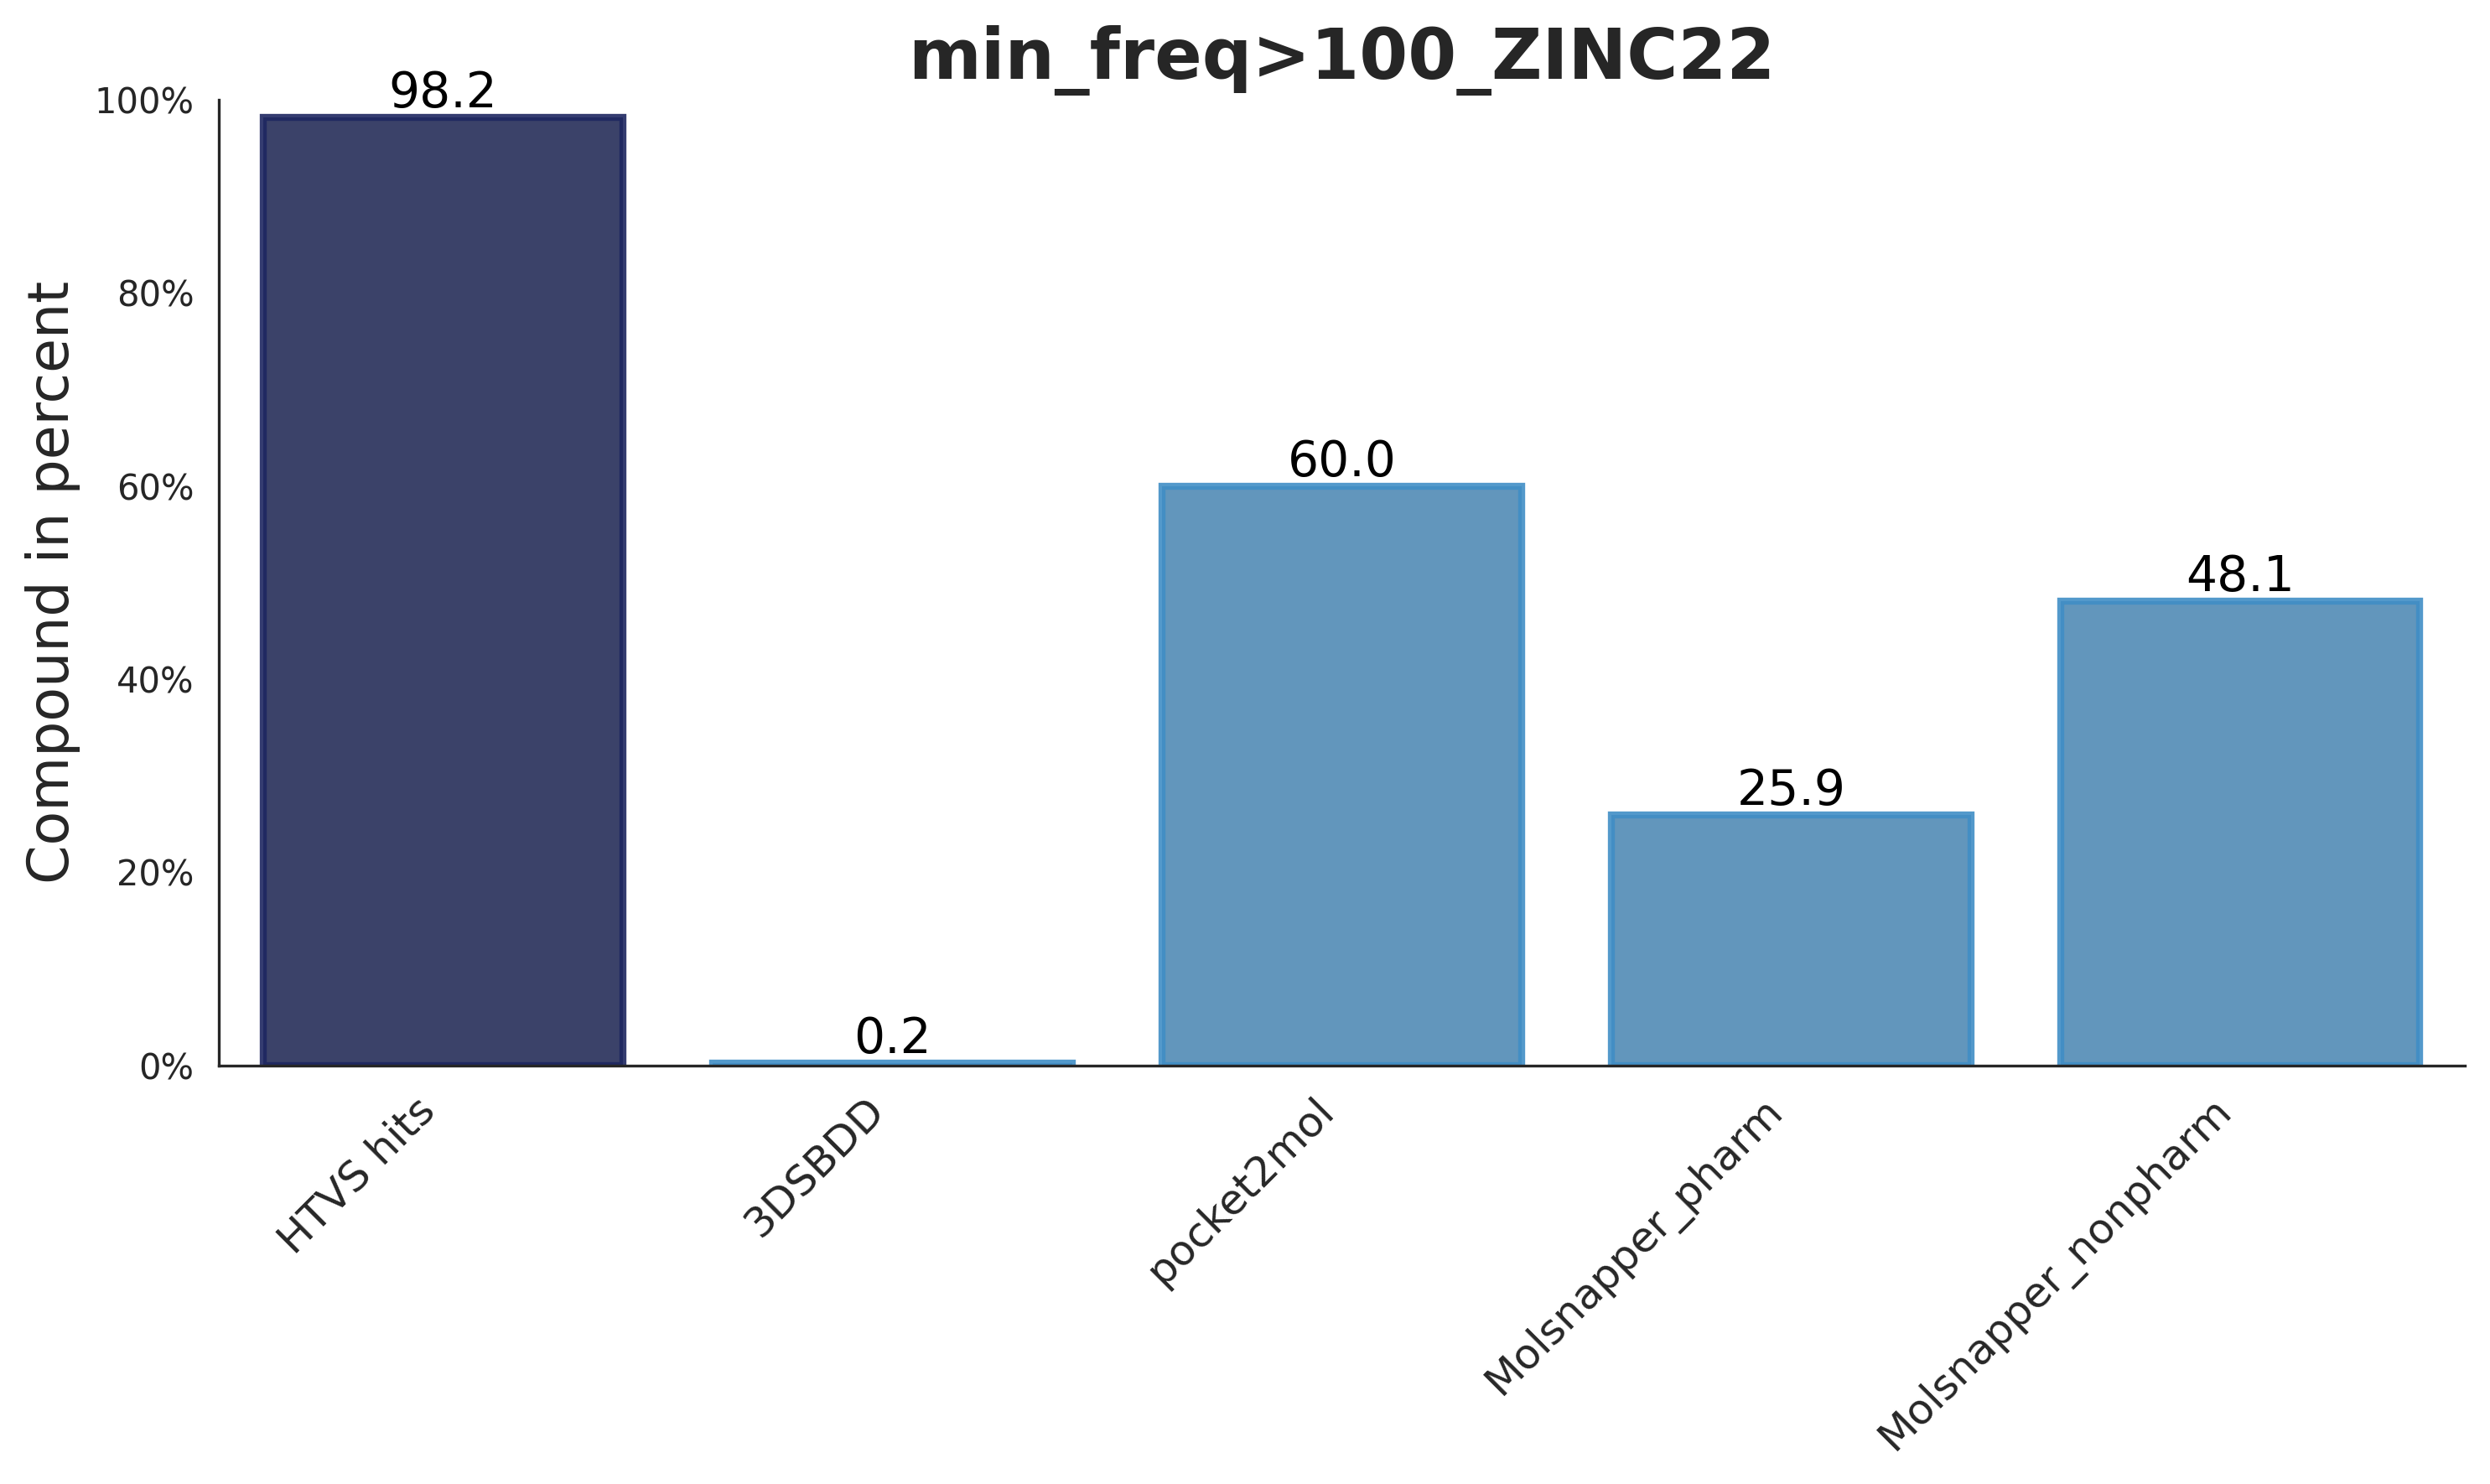 min_freq>100_ZINC22
Compound in percent
100%
80%
60%
40%
20%
0%
98.2
0.2
60.0
25.9
48.1
HTVS hits
3DSBDD
pocket2mol
Molsnapper_pharm
Molsnapper_nonpharm